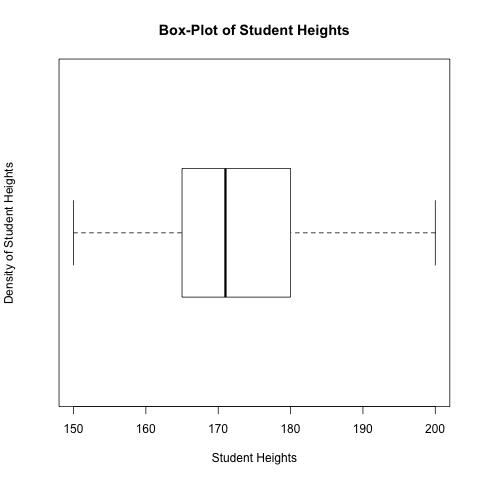 Box-Plot of Student Heights
Density of Student Heights
150 160 170 180 190 200
Student Heights